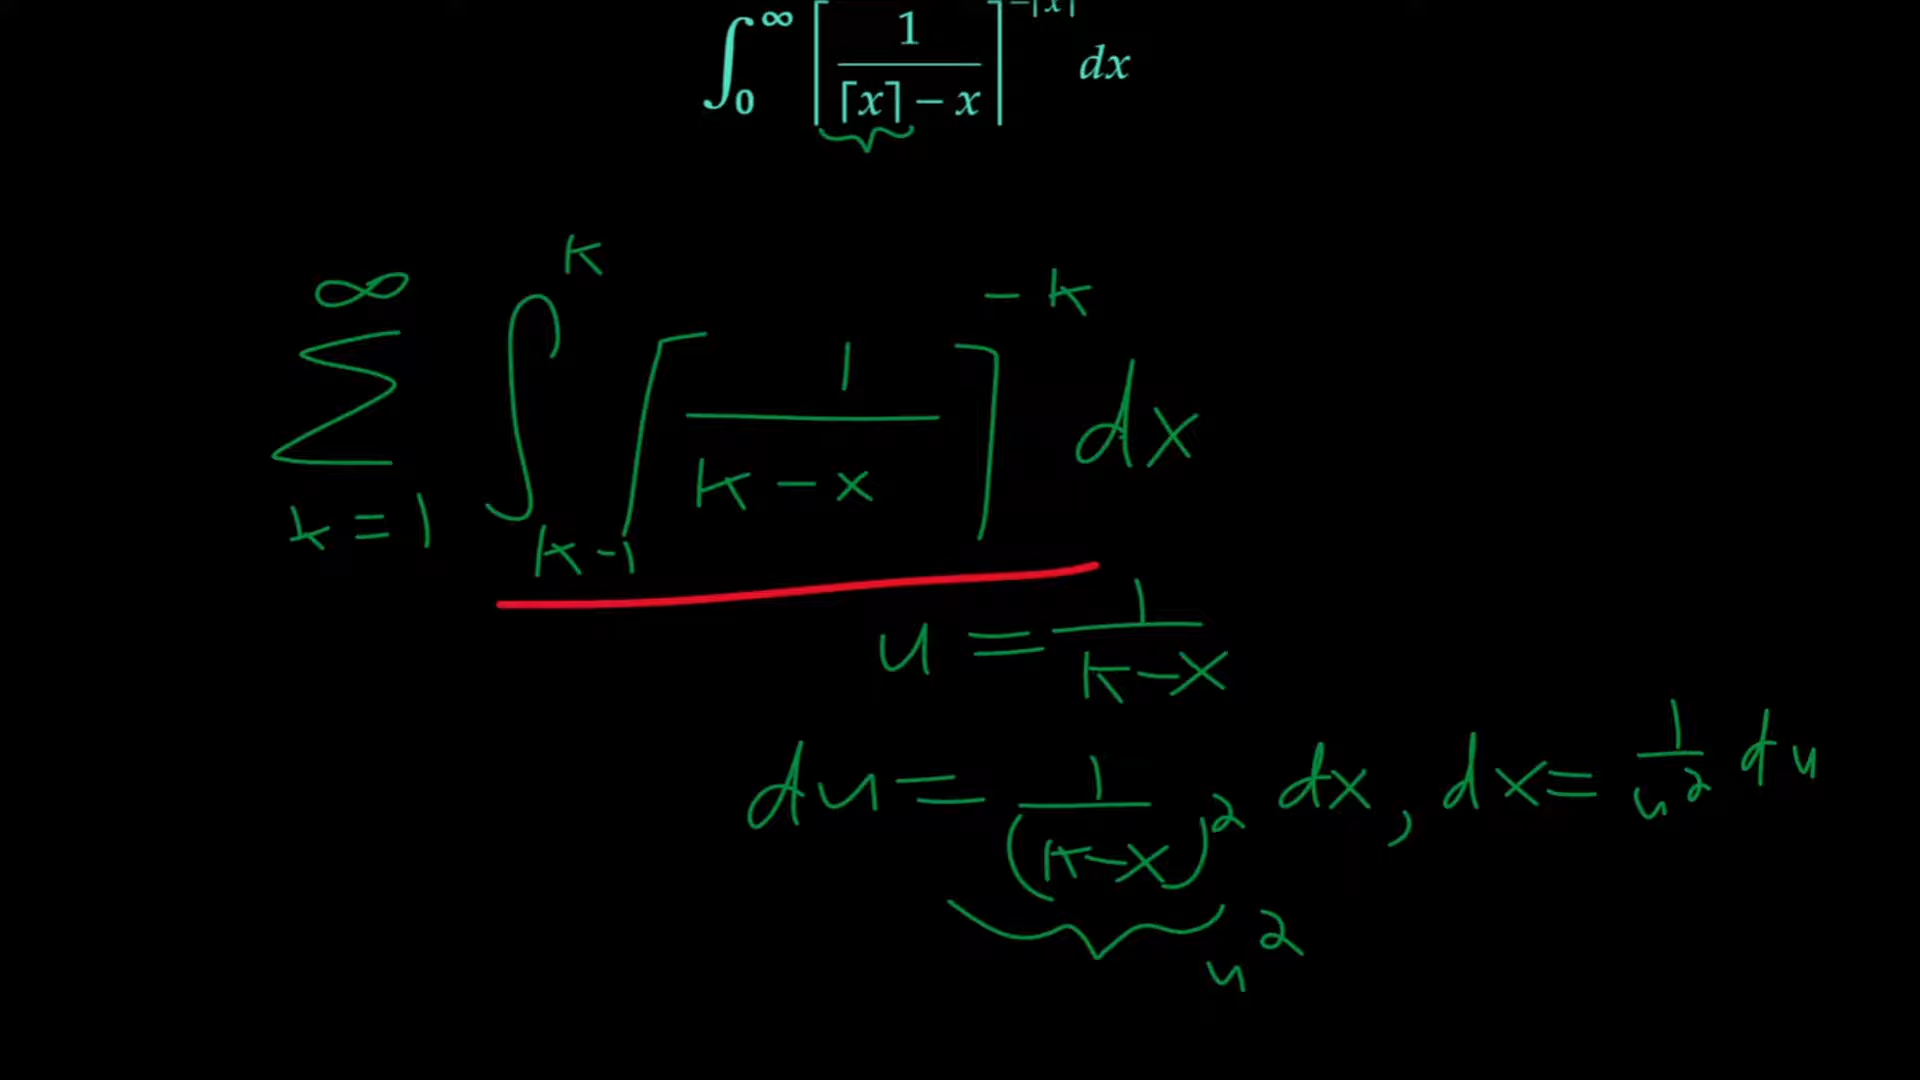 ∫₀^∞ ⌈1/(⌈x⌉ − x)⌉^(−⌈x⌉) dx
∞ Σ k=1 ∫_(k−1)^k ⌈1/(k−x)⌉^(−k) dx
u = 1/(k−x)
du = 1/(k−x)² dx, dx = 1/u² du
u²